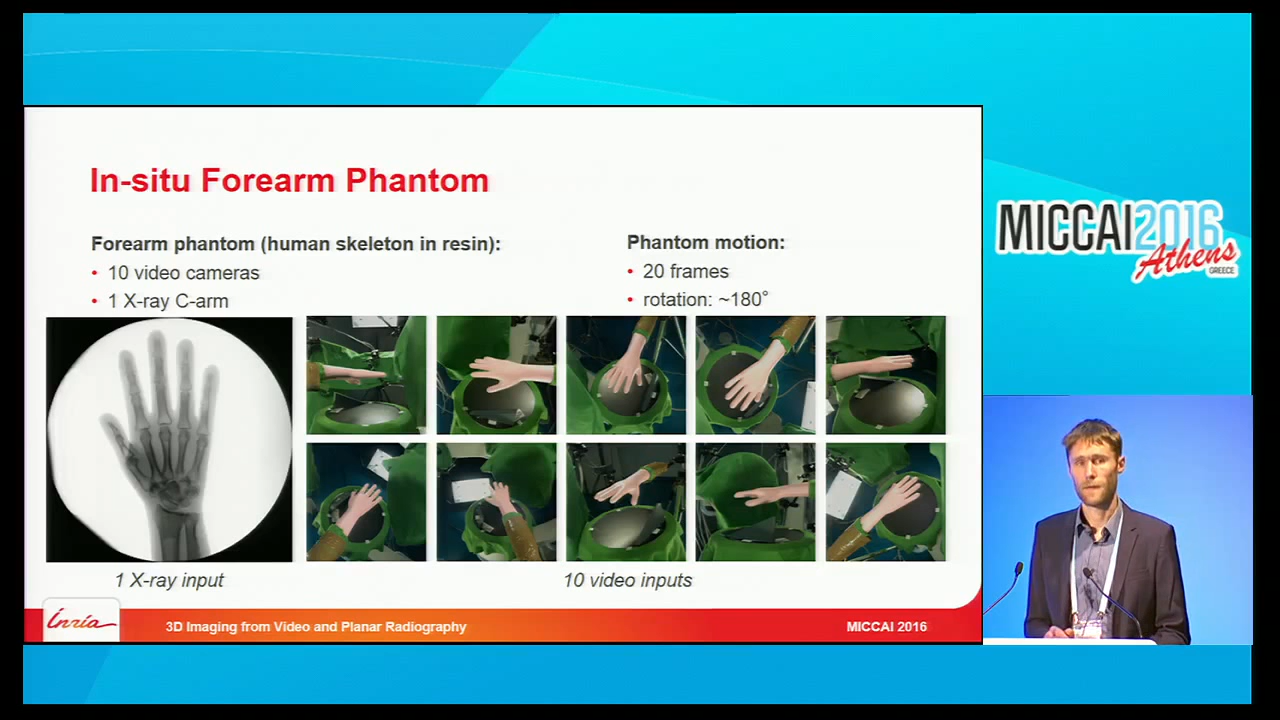 In-situ Forearm Phantom
Forearm phantom (human skeleton in resin):
• 10 video cameras
• 1 X-ray C-arm
Phantom motion:
• 20 frames
• rotation: ~180°
1 X-ray input
10 video inputs
Inria
3D Imaging from Video and Planar Radiography
MICCAI 2016
MICCAI2016
Athens
GREECE